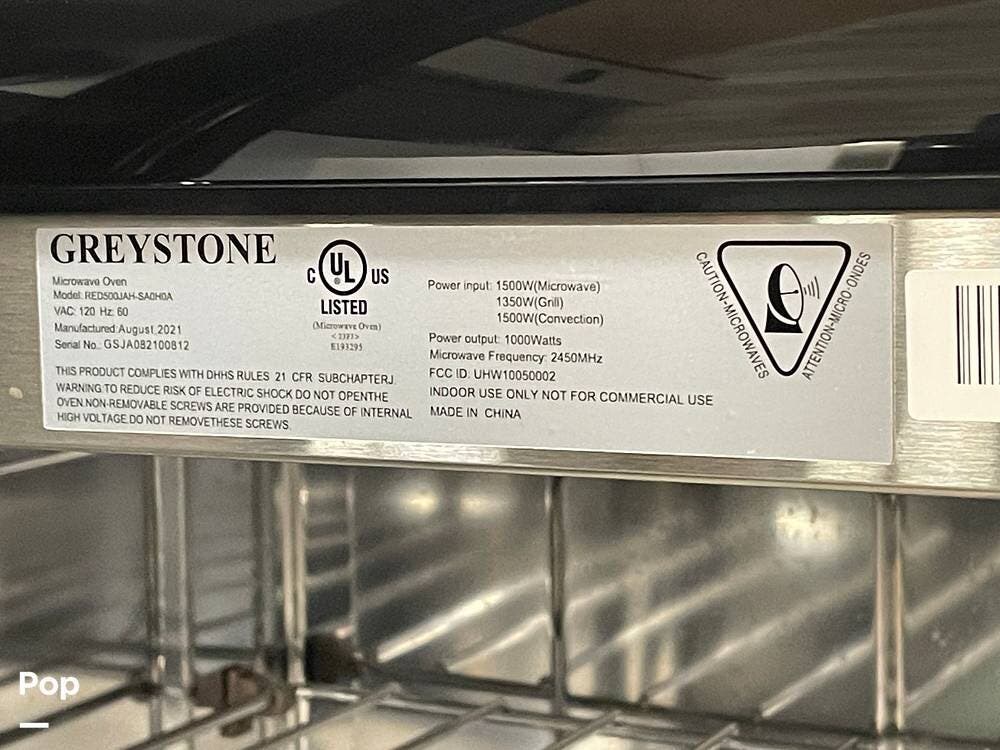 GREYSTONE
Microwave Oven
Model: RED500JAH-SA0H0A
VAC: 120 Hz: 60
Manufactured:August,2021
Serial No.: GSJA082100812
THIS PRODUCT COMPLIES WITH DHHS RULES 21 CFR SUBCHAPTERJ.
WARNING:TO REDUCE RISK OF ELECTRIC SHOCK DO NOT OPENTHE
OVEN.NON-REMOVABLE SCREWS ARE PROVIDED BECAUSE OF INTERNAL
HIGH VOLTAGE.DO NOT REMOVETHESE SCREWS.
C UL US
®
LISTED
(Microwave Oven)
E193295
Power input: 1500W(Microwave)
1350W(Grill)
1500W(Convection)
Power output: 1000Watts
Microwave Frequency: 2450MHz
FCC ID: UHW10050002
INDOOR USE ONLY NOT FOR COMMERCIAL USE
MADE IN CHINA
CAUTION-MICROWAVES
ATTENTION-MICRO-ONDES
Pop